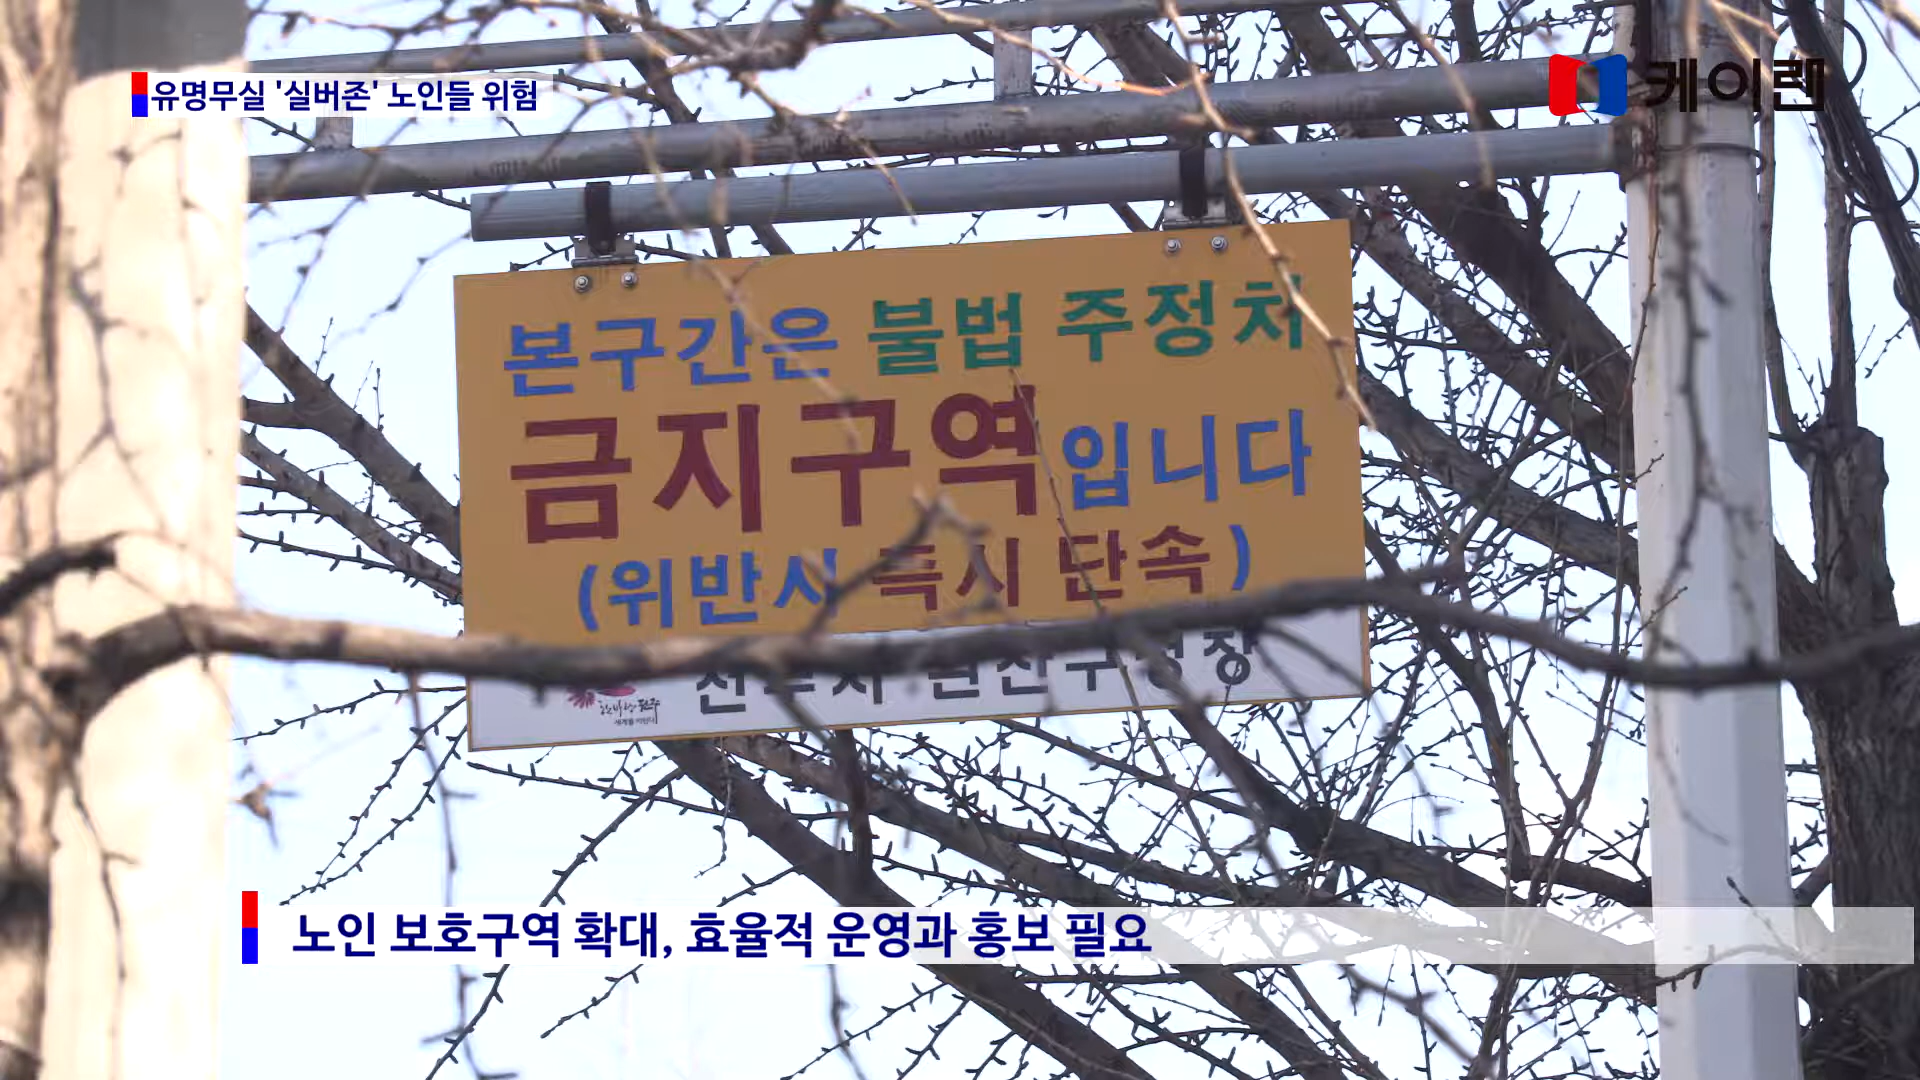 유명무실 '실버존' 노인들 위험
케이랜
본구간은 불법 주정차
금지구역입니다
(위반시 즉시 단속)
노인 보호구역 확대, 효율적 운영과 홍보 필요